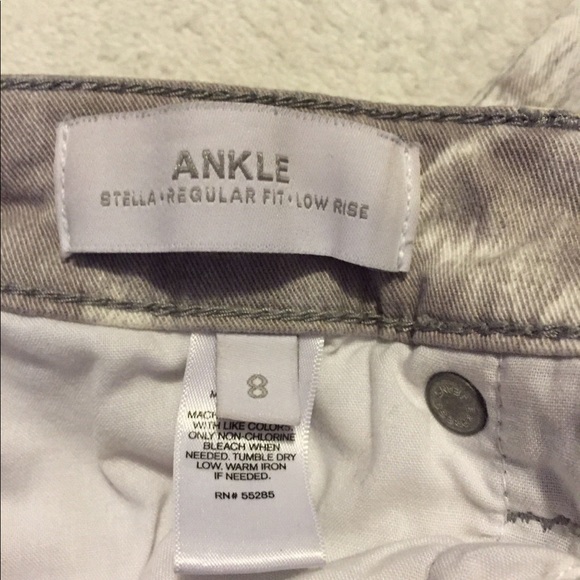 ANKLE
STELLA • REGULAR FIT • LOW RISE
8
WITH LIKE COLORS.
ONLY NON-CHLORINE
BLEACH WHEN
NEEDED. TUMBLE DRY
LOW, WARM IRON
IF NEEDED.
RN# 55285